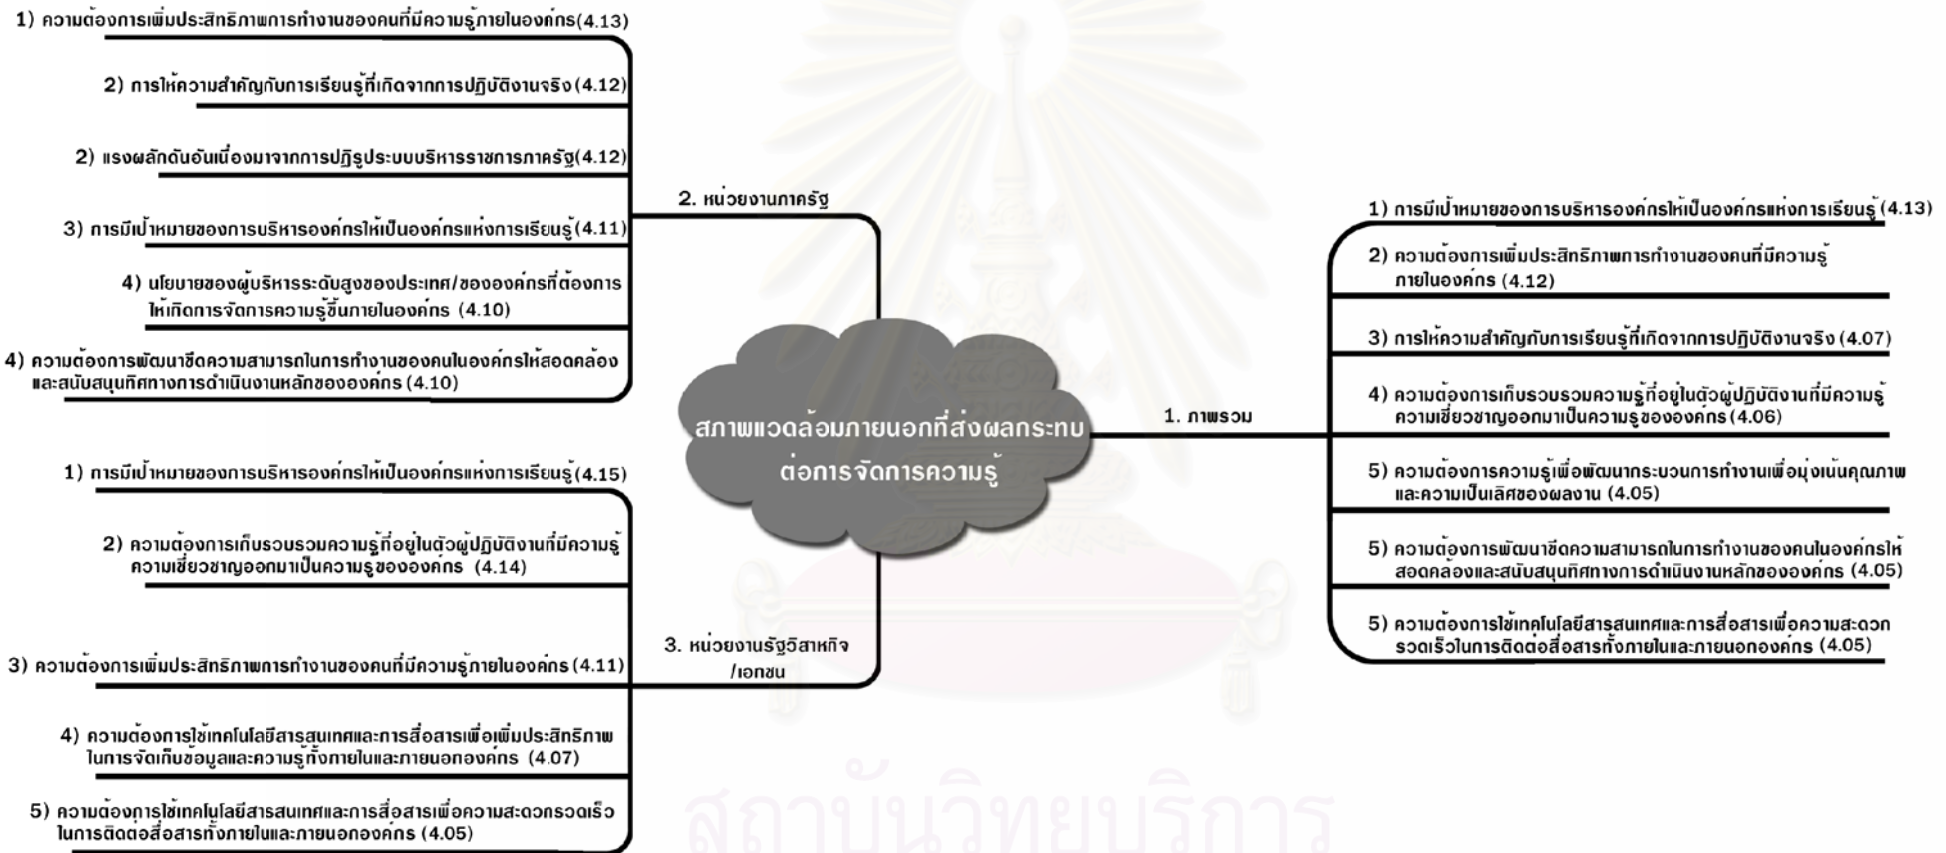 1) ความต้องการเพิ่มประสิทธิภาพการทำงานของคนที่มีความรู้ภายในองค์กร(4.13)
2) การให้ความสำคัญกับการเรียนรู้ที่เกิดจากการปฏิบัติงานจริง(4.12)
2) แรงผลักดันอันเนื่องมาจากการปฏิรูประบบบริหารราชการภาครัฐ(4.12)
3) การมีเป้าหมายของการบริหารองค์กรให้เป็นองค์กรแห่งการเรียนรู้(4.11)
4) นโยบายของผู้บริหารระดับสูงของประเทศ/ขององค์กรที่ต้องการ
ให้เกิดการจัดการความรู้ขึ้นภายในองค์กร (4.10)
4) ความต้องการพัฒนาขีดความสามารถในการทำงานของคนในองค์กรให้สอดคล้อง
และสนับสนุนทิศทางการดำเนินงานหลักขององค์กร(4.10)
2. หน่วยงานภาครัฐ
1) การมีเป้าหมายของการบริหารองค์กรให้เป็นองค์กรแห่งการเรียนรู้(4.15)
2) ความต้องการเก็บรวบรวมความรู้ที่อยู่ในตัวผู้ปฏิบัติงานที่มีความรู้
ความเชี่ยวชาญออกมาเป็นความรู้ขององค์กร (4.14)
3) ความต้องการเพิ่มประสิทธิภาพการทำงานของคนที่มีความรู้ภายในองค์กร(4.11)
4) ความต้องการใช้เทคโนโลยีสารสนเทศและการสื่อสารเพื่อเพิ่มประสิทธิภาพ
ในการจัดเก็บข้อมูลและความรู้ทั้งภายในและภายนอกองค์กร (4.07)
5) ความต้องการใช้เทคโนโลยีสารสนเทศและการสื่อสารเพื่อความสะดวกรวดเร็ว
ในการติดต่อสื่อสารทั้งภายในและภายนอกองค์กร (4.05)
3. หน่วยงานรัฐวิสาหกิจ
/เอกชน
สภาพแวดล้อมภายนอกที่ส่งผลกระทบ
ต่อการจัดการความรู้
1. ภาพรวม
1) การมีเป้าหมายของการบริหารองค์กรให้เป็นองค์กรแห่งการเรียนรู้(4.13)
2) ความต้องการเพิ่มประสิทธิภาพการทำงานของคนที่มีความรู้
ภายในองค์กร (4.12)
3) การให้ความสำคัญกับการเรียนรู้ที่เกิดจากการปฏิบัติงานจริง(4.07)
4) ความต้องการเก็บรวบรวมความรู้ที่อยู่ในตัวผู้ปฏิบัติงานที่มีความรู้
ความเชี่ยวชาญออกมาเป็นความรู้ขององค์กร(4.06)
5) ความต้องการความรู้เพื่อพัฒนากระบวนการทำงานเพื่อมุ่งเน้นคุณภาพ
และความเป็นเลิศของผลงาน (4.05)
5) ความต้องการพัฒนาขีดความสามารถในการทำงานของคนในองค์กรให้
สอดคล้องและสนับสนุนทิศทางการดำเนินงานหลักขององค์กร (4.05)
5) ความต้องการใช้เทคโนโลยีสารสนเทศและการสื่อสารเพื่อความสะดวก
รวดเร็วในการติดต่อสื่อสารทั้งภายในและภายนอกองค์กร (4.05)
สถาบันวิทยบริการ